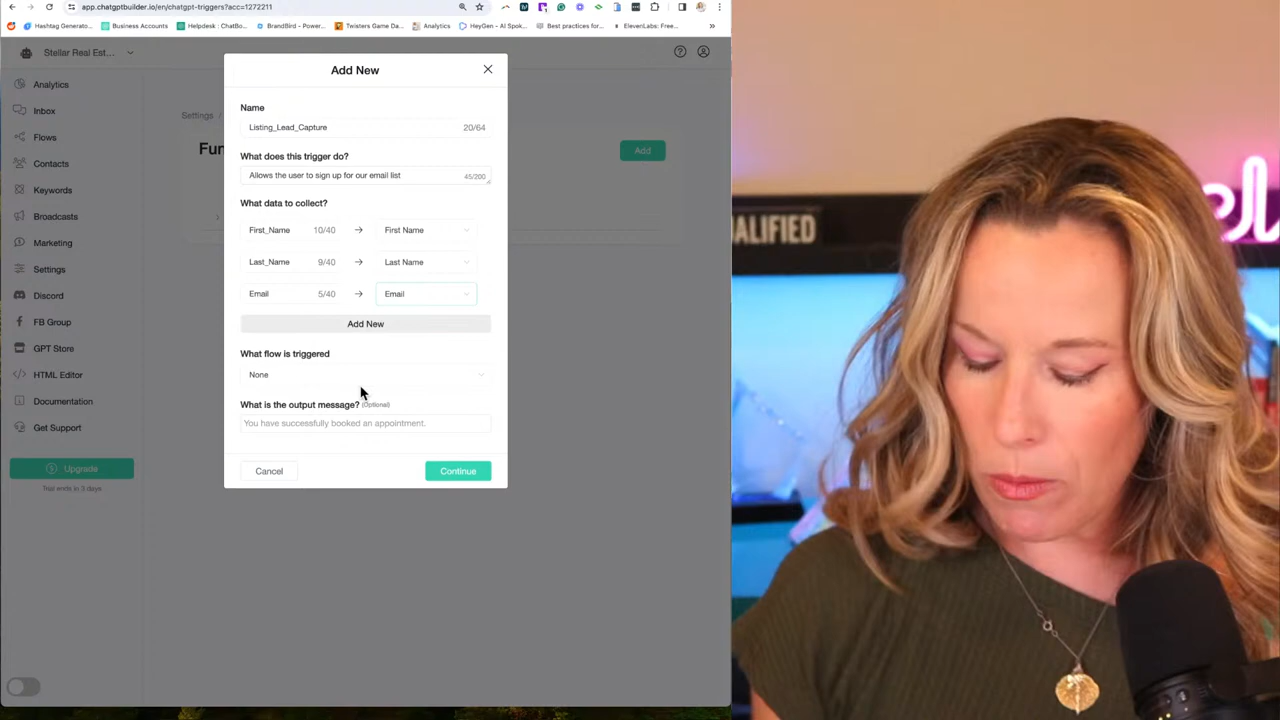 app.chatgptbuilder.io/en/chatgpt-triggers?acc=1272211
Hashtag Generato...
Business Accounts
Helpdesk : ChatBo...
BrandBird - Power...
Twisters Game Da...
Analytics
HeyGen - AI Spok...
Best practices for...
ElevenLabs: Free...
Stellar Real Est...
Analytics
Inbox
Flows
Contacts
Keywords
Broadcasts
Marketing
Settings
Discord
FB Group
GPT Store
HTML Editor
Documentation
Get Support
Upgrade
Trial ends in 3 days
Settings /
Fun
Add
Add New
Name
Listing_Lead_Capture 20/64
What does this trigger do?
Allows the user to sign up for our email list 45/200
What data to collect?
First_Name 10/40 → First Name
Last_Name 9/40 → Last Name
Email 5/40 → Email
Add New
What flow is triggered
None
What is the output message? (Optional)
You have successfully booked an appointment.
Cancel
Continue
ALIFIED